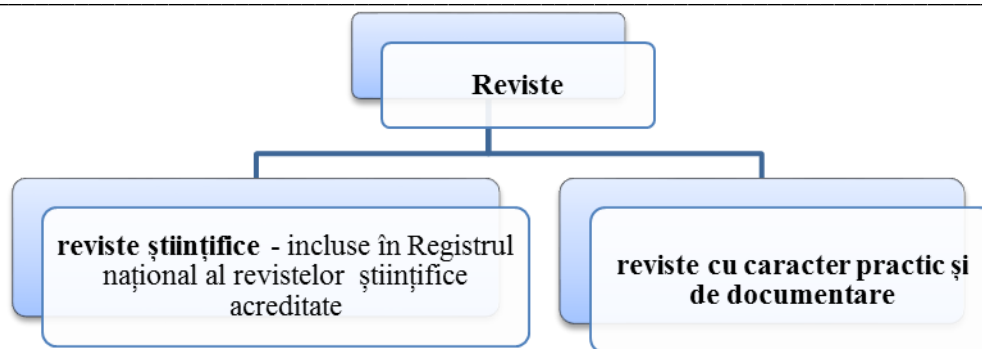 Reviste
reviste științifice - incluse în Registrul
național al revistelor științifice
acreditate
reviste cu caracter practic și
de documentare